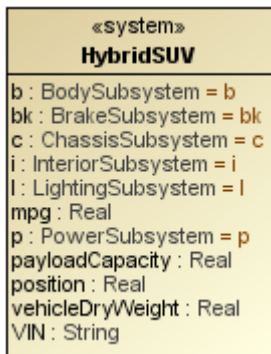 «system»
HybridSUV
b : BodySubsystem = b
bk : BrakeSubsystem = bk
c : ChassisSubsystem = c
i : InteriorSubsystem = i
l : LightingSubsystem = l
mpg : Real
p : PowerSubsystem = p
payloadCapacity : Real
position : Real
vehicleDryWeight : Real
VIN : String